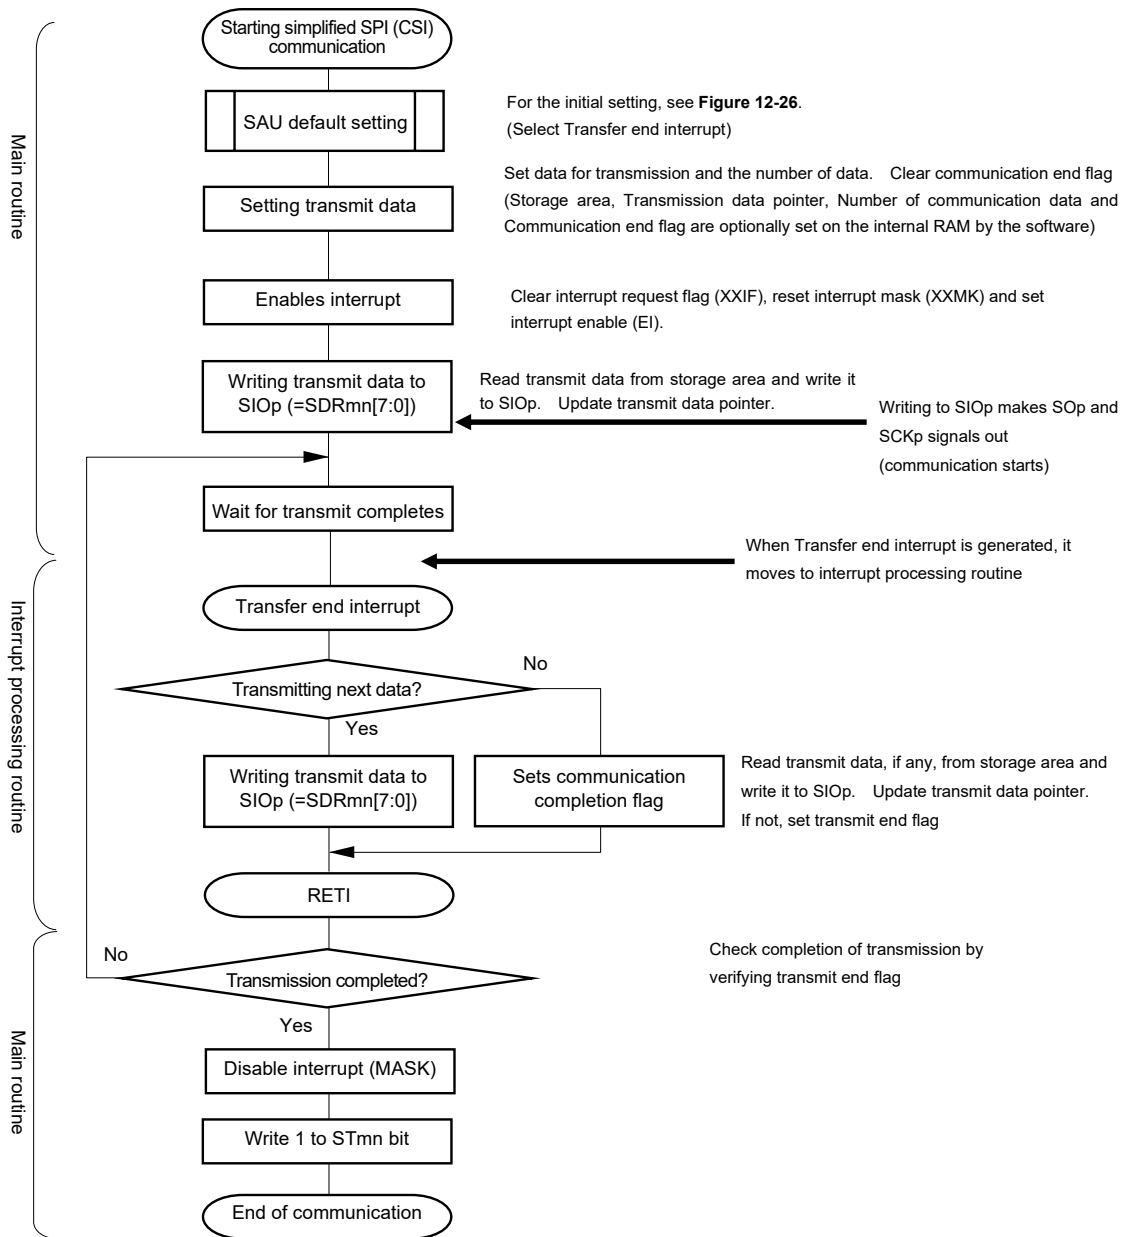 Starting simplified SPI (CSI)
communication
Main routine
SAU default setting
For the initial setting, see Figure 12-26.
(Select Transfer end interrupt)
Setting transmit data
Set data for transmission and the number of data. Clear communication end flag
(Storage area, Transmission data pointer, Number of communication data and
Communication end flag are optionally set on the internal RAM by the software)
Enables interrupt
Clear interrupt request flag (XXIF), reset interrupt mask (XXMK) and set
interrupt enable (EI).
Writing transmit data to
SIOp (=SDRmn[7:0])
Read transmit data from storage area and write it
to SIOp. Update transmit data pointer.
Writing to SIOp makes SOp and
SCKp signals out
(communication starts)
Wait for transmit completes
When Transfer end interrupt is generated, it
moves to interrupt processing routine
Interrupt processing routine
Transfer end interrupt
Transmitting next data?
No
Yes
Writing transmit data to
SIOp (=SDRmn[7:0])
Sets communication
completion flag
Read transmit data, if any, from storage area and
write it to SIOp. Update transmit data pointer.
If not, set transmit end flag
RETI
Main routine
No
Transmission completed?
Check completion of transmission by
verifying transmit end flag
Yes
Disable interrupt (MASK)
Write 1 to STmn bit
End of communication